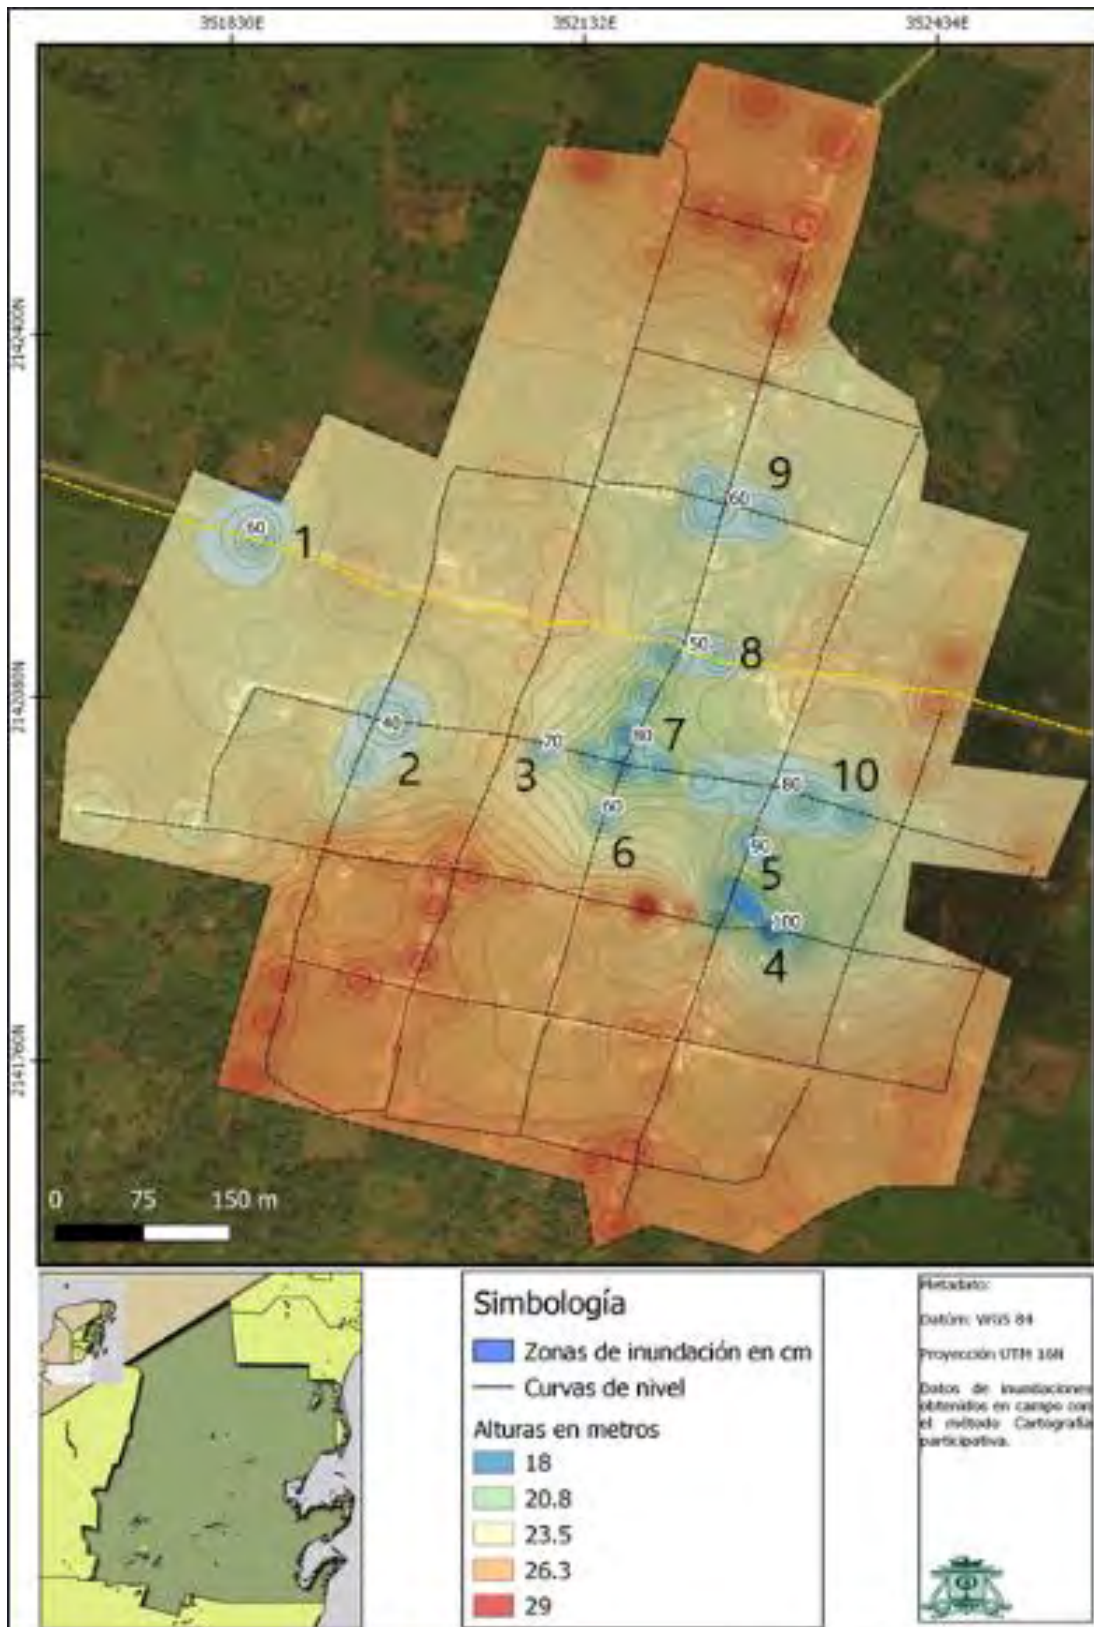 351830E 352132E 352434E
2142400N
2142080N
2141760N
9
60
60
1
50
8
40
2
70
3
80
7
80
10
60
6
90
5
100
4
0 75 150 m
Simbología
Zonas de inundación en cm
Curvas de nivel
Alturas en metros
18
20.8
23.5
26.3
29
Metadato:
Datúm: WGS 84
Proyección UTM 16N
Datos de inundaciones
obtenidos en campo con
el método Cartografía
participativa.